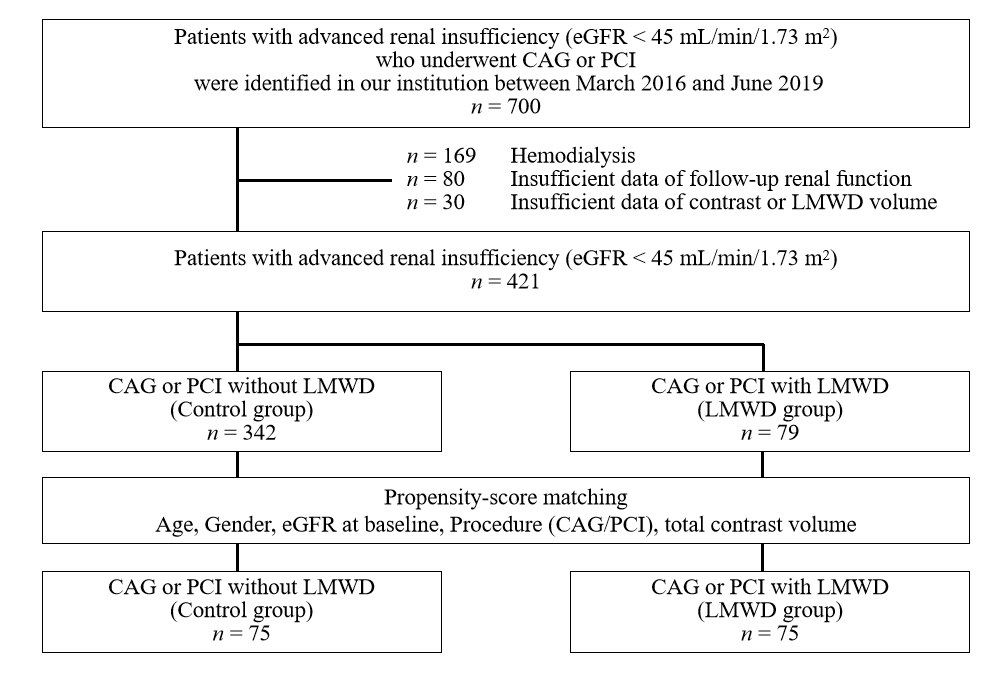 Patients with advanced renal insufficiency (eGFR < 45 mL/min/1.73 m²)
who underwent CAG or PCI
were identified in our institution between March 2016 and June 2019
n = 700
n = 169 Hemodialysis
n = 80 Insufficient data of follow-up renal function
n = 30 Insufficient data of contrast or LMWD volume
Patients with advanced renal insufficiency (eGFR < 45 mL/min/1.73 m²)
n = 421
CAG or PCI without LMWD
(Control group)
n = 342
CAG or PCI with LMWD
(LMWD group)
n = 79
Propensity-score matching
Age, Gender, eGFR at baseline, Procedure (CAG/PCI), total contrast volume
CAG or PCI without LMWD
(Control group)
n = 75
CAG or PCI with LMWD
(LMWD group)
n = 75